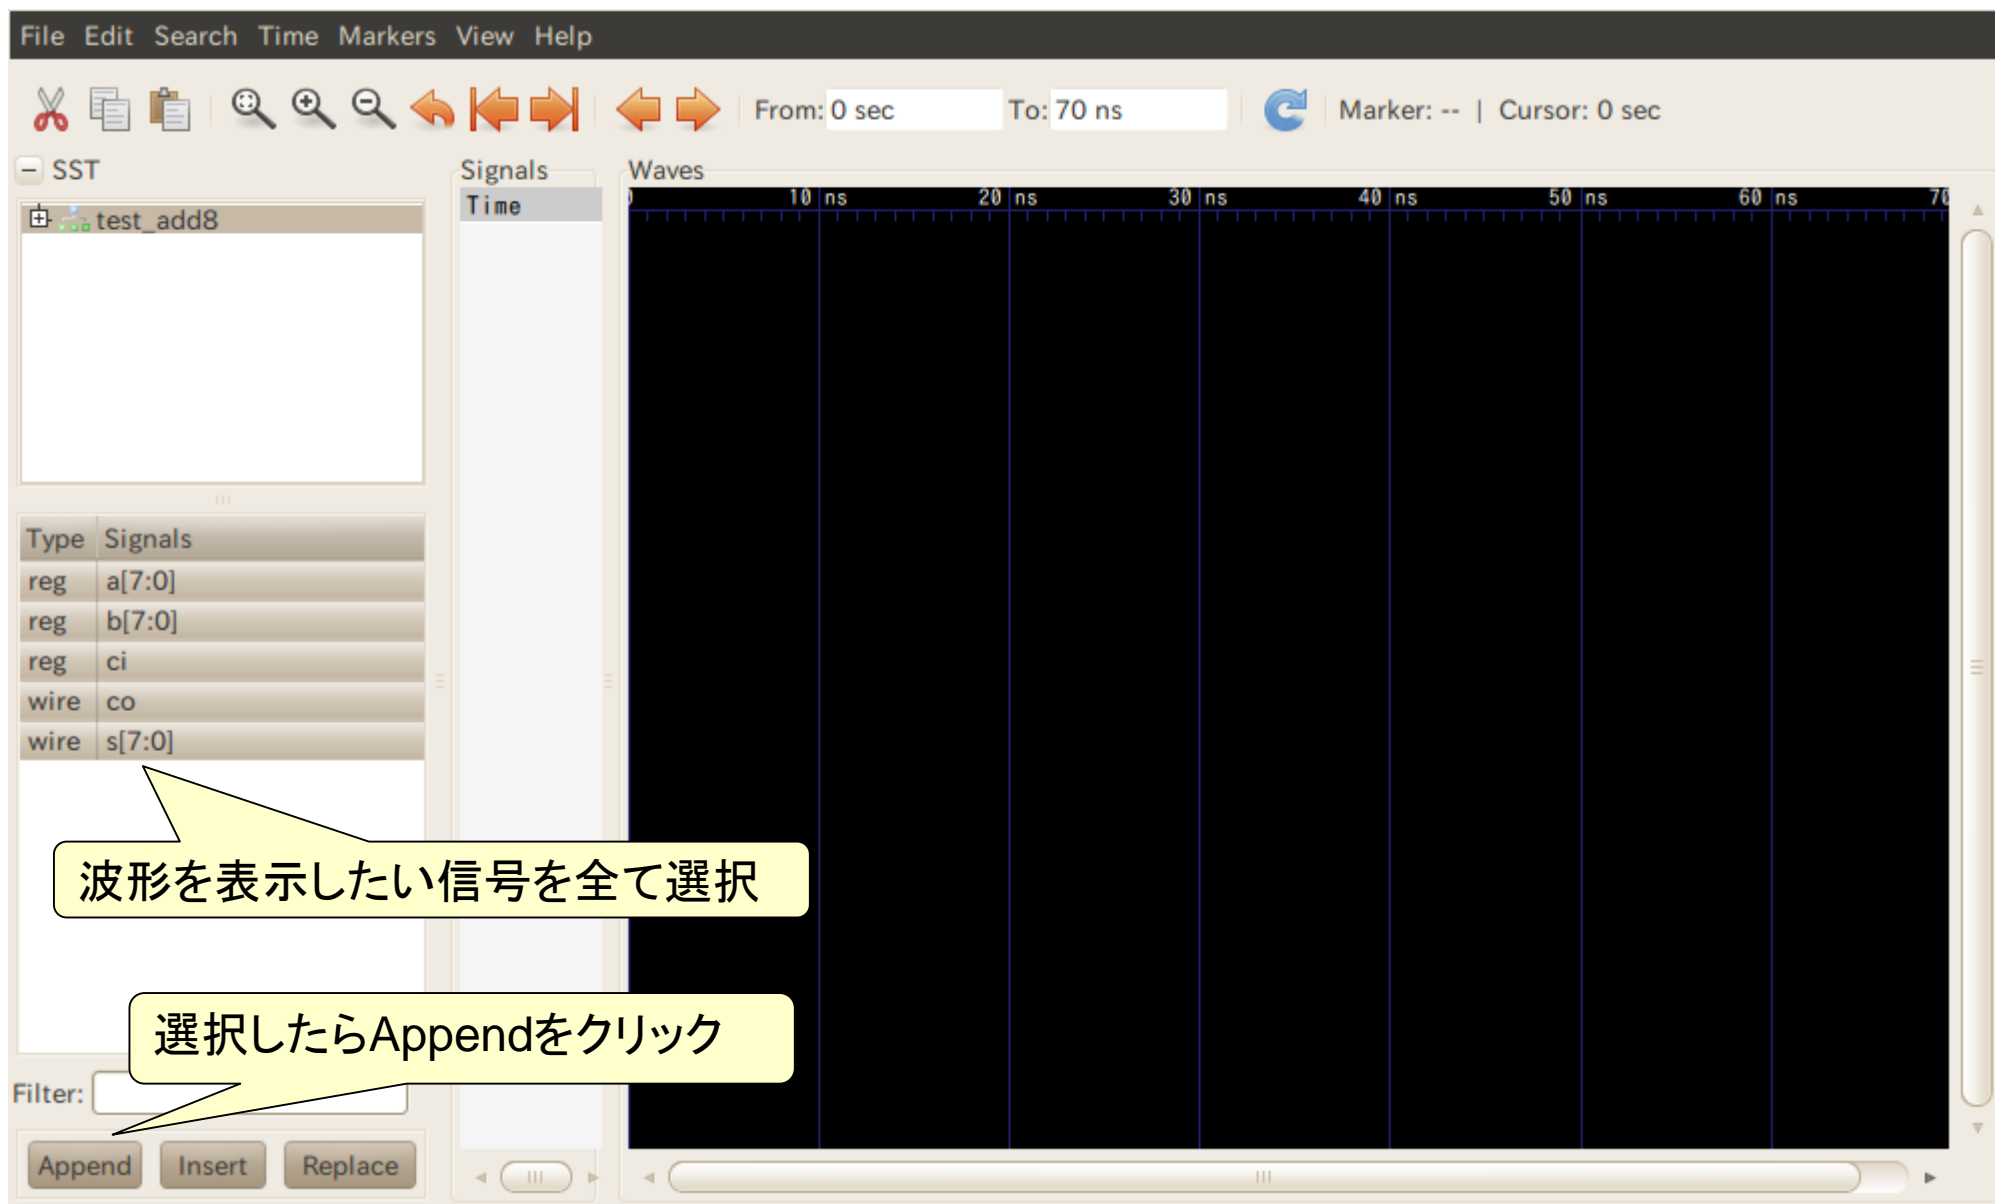 File Edit Search Time Markers View Help
From: 0 sec To: 70 ns Marker: -- | Cursor: 0 sec
SST
test_add8
Type Signals
reg a[7:0]
reg b[7:0]
reg ci
wire co
wire s[7:0]
波形を表示したい信号を全て選択
選択したらAppendをクリック
Filter:
Append Insert Replace
Signals
Time
Waves
0 10 ns 20 ns 30 ns 40 ns 50 ns 60 ns 70